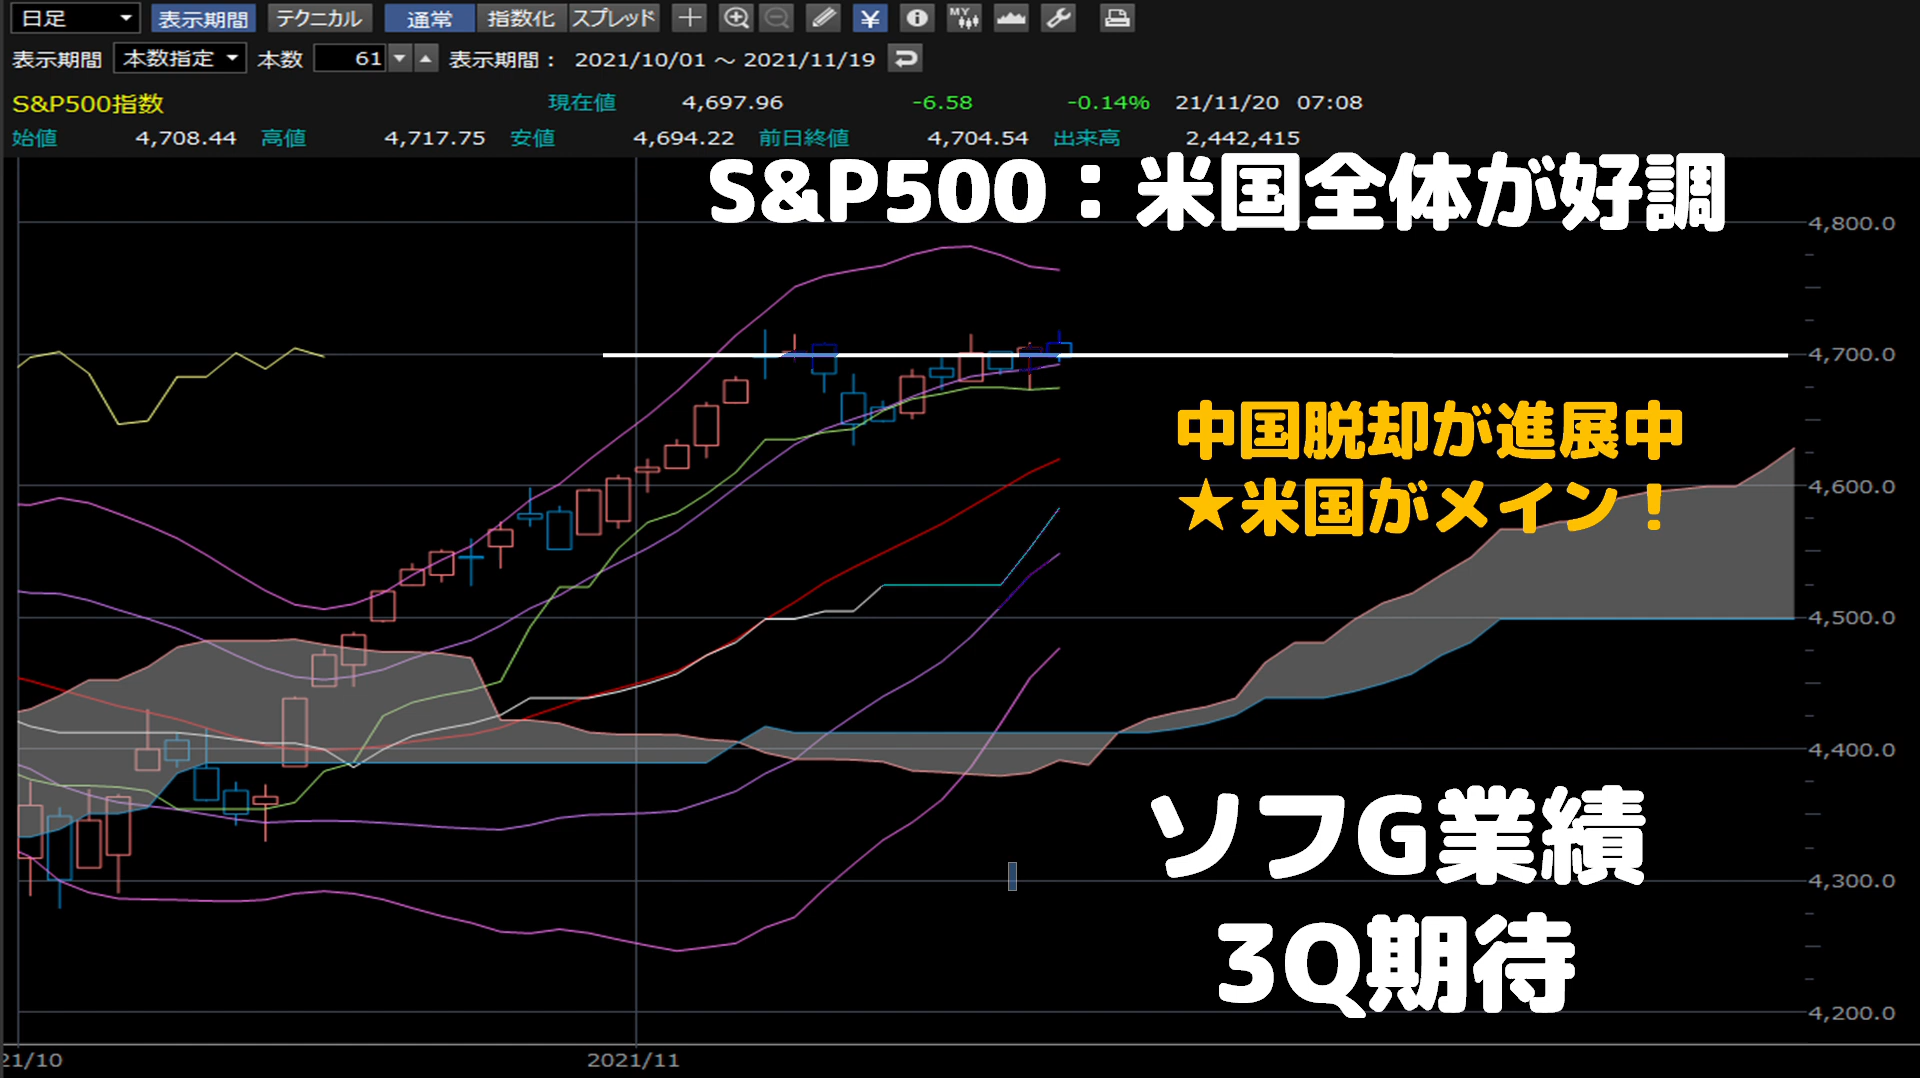 日足 表示期間 テクニカル 通常 指数化 スプレッド ¥ MY
表示期間 本数指定 本数 61 表示期間： 2021/10/01 ～ 2021/11/19
S&P500指数 現在値 4,697.96 -6.58 -0.14% 21/11/20 07:08
始値 4,708.44 高値 4,717.75 安値 4,694.22 前日終値 4,704.54 出来高 2,442,415
S&P500：米国全体が好調
4,800.0
4,700.0
中国脱却が進展中
★米国がメイン！
4,600.0
4,500.0
4,400.0
ソフG業績
4,300.0
3Q期待
4,200.0
21/10 2021/11